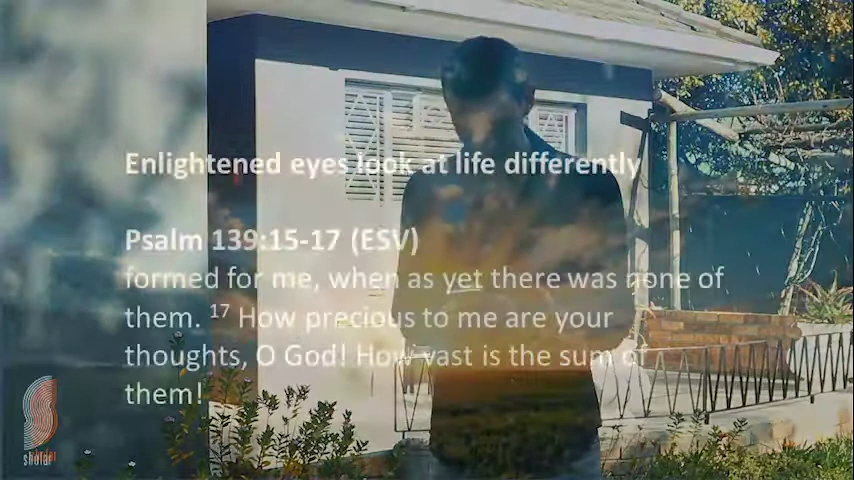 Enlightened eyes look at life differently
Psalm 139:15-17 (ESV)
formed for me, when as yet there was none of
them. 17 How precious to me are your
thoughts, O God! How vast is the sum of
them!